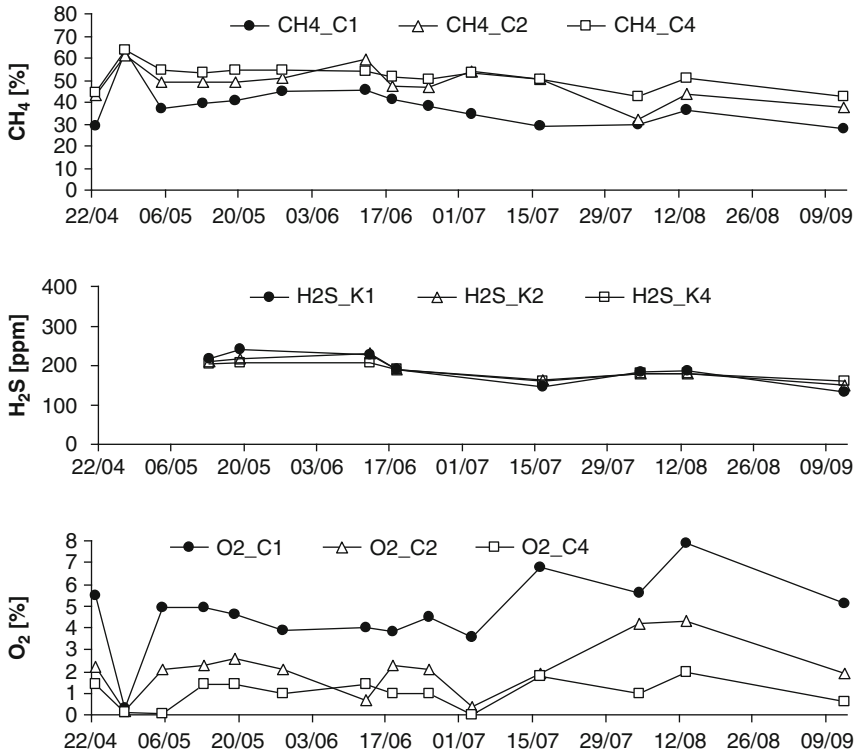 CH4_C1 CH4_C2 CH4_C4
CH4 [%]
80
70
60
50
40
30
20
10
0
22/04 06/05 20/05 03/06 17/06 01/07 15/07 29/07 12/08 26/08 09/09
H2S_K1 H2S_K2 H2S_K4
H2S [ppm]
400
300
200
100
0
22/04 06/05 20/05 03/06 17/06 01/07 15/07 29/07 12/08 26/08 09/09
O2_C1 O2_C2 O2_C4
O2 [%]
8
7
6
5
4
3
2
1
0
22/04 06/05 20/05 03/06 17/06 01/07 15/07 29/07 12/08 26/08 09/09